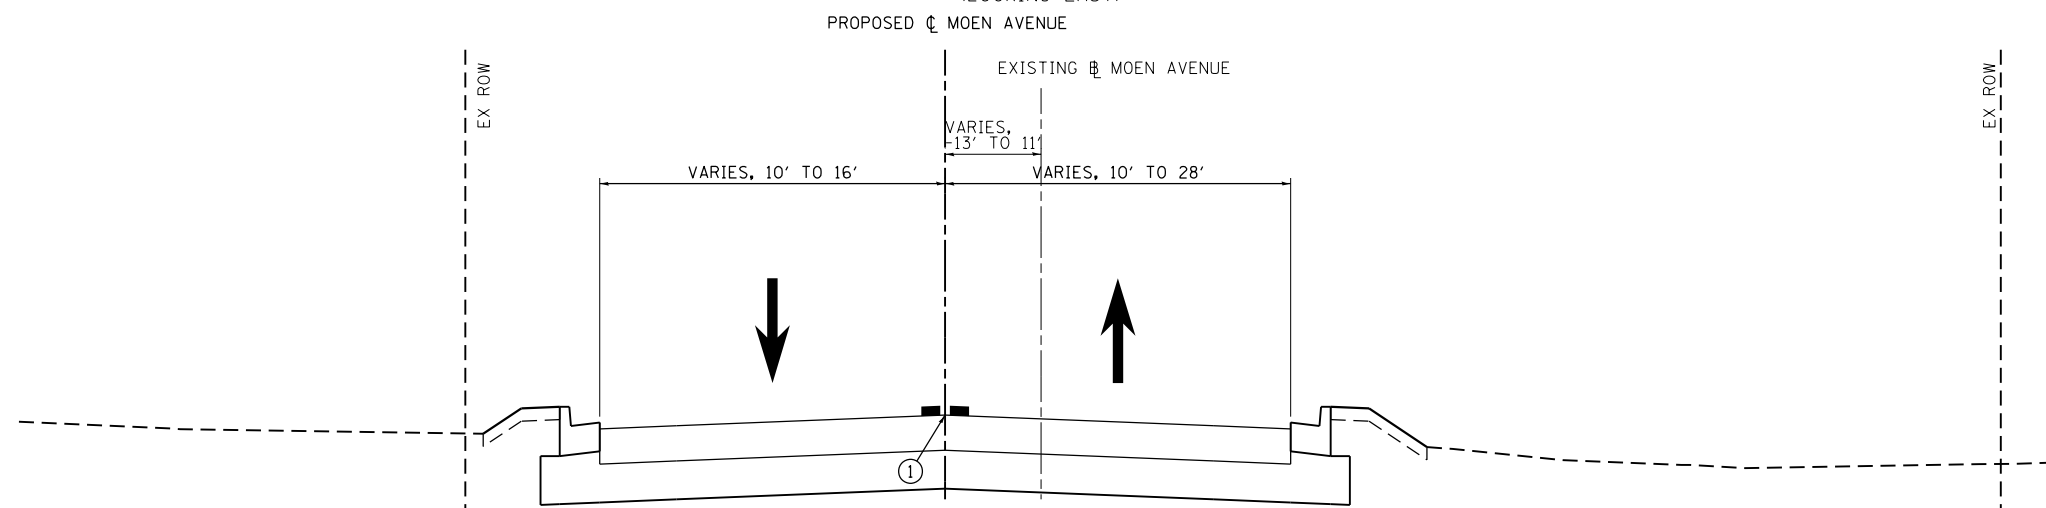 PROPOSED ℄ MOEN AVENUE
EXISTING B̲L MOEN AVENUE
EX ROW
EX ROW
VARIES,
-13' TO 11'
VARIES, 10' TO 16'
VARIES, 10' TO 28'
1